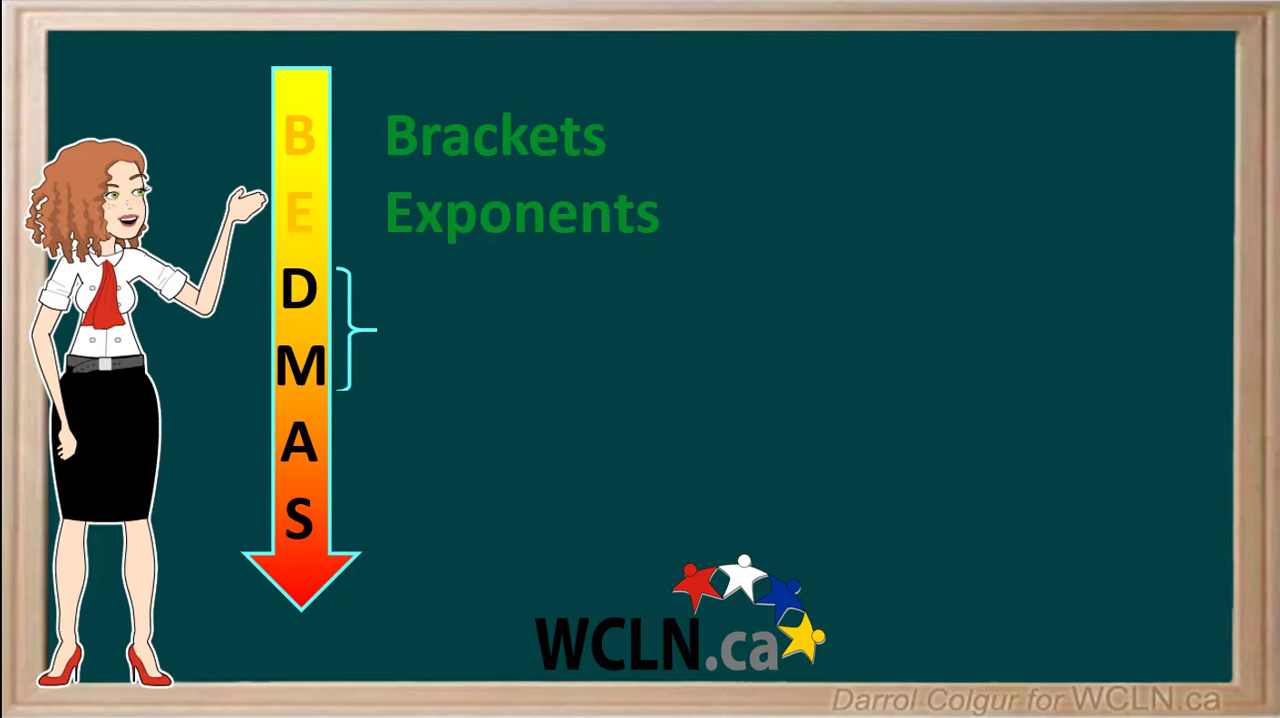 B Brackets
E Exponents
D
M
A
S
WCLN.ca
Darrol Colgur for WCLN.ca